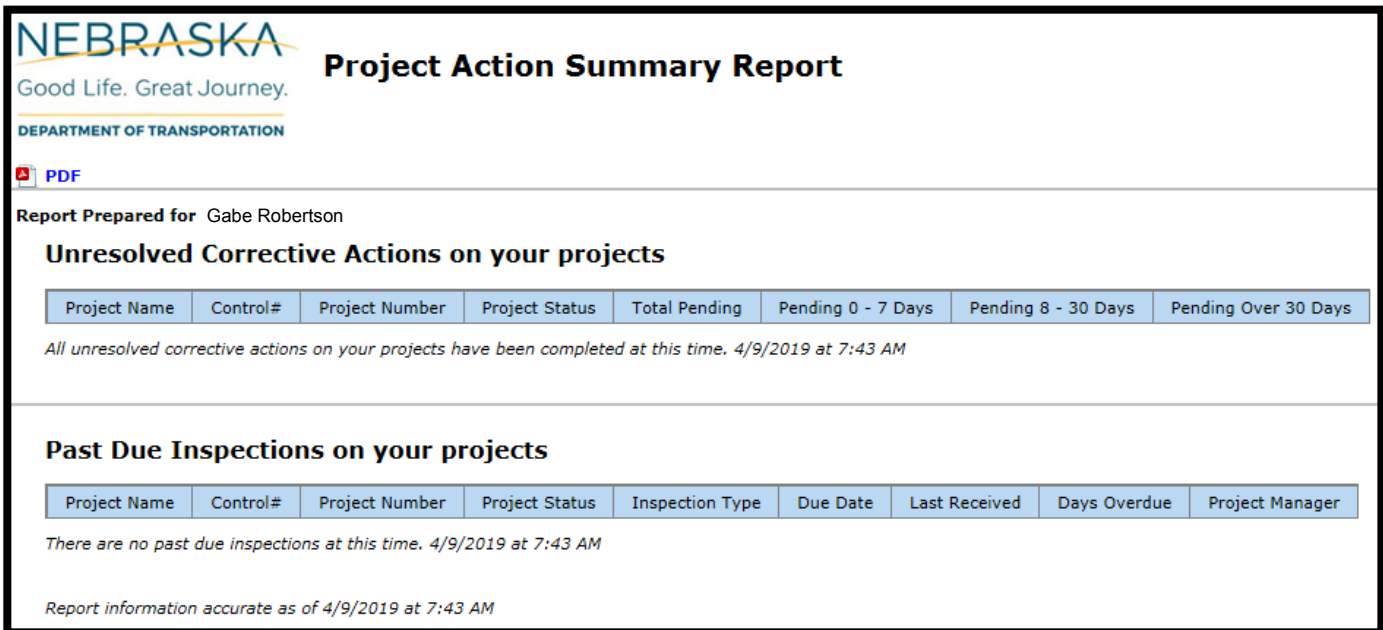 NEBRASKA
Good Life. Great Journey.
DEPARTMENT OF TRANSPORTATION
Project Action Summary Report
PDF
Report Prepared for Gabe Robertson
Unresolved Corrective Actions on your projects
Project Name Control# Project Number Project Status Total Pending Pending 0 - 7 Days Pending 8 - 30 Days Pending Over 30 Days
All unresolved corrective actions on your projects have been completed at this time. 4/9/2019 at 7:43 AM
Past Due Inspections on your projects
Project Name Control# Project Number Project Status Inspection Type Due Date Last Received Days Overdue Project Manager
There are no past due inspections at this time. 4/9/2019 at 7:43 AM
Report information accurate as of 4/9/2019 at 7:43 AM